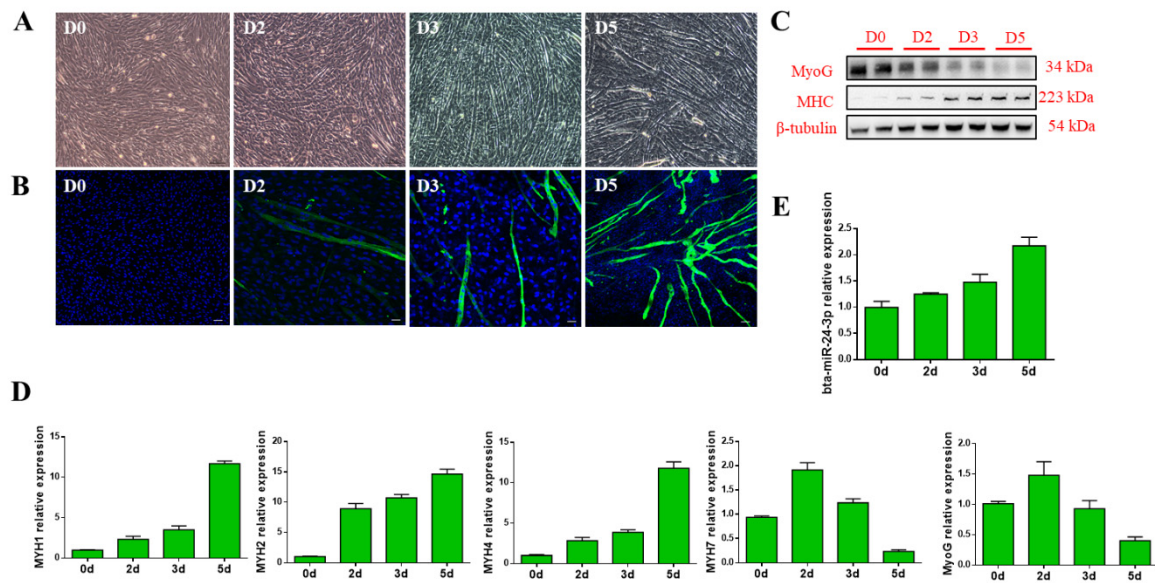 A
D0 D2 D3 D5
B
D0 D2 D3 D5
C
D0 D2 D3 D5
MyoG 34 kDa
MHC 223 kDa
β-tubulin 54 kDa
E
bta-miR-24-3p relative expression
2.5
2.0
1.5
1.0
0.5
0.0
0d 2d 3d 5d
D
MYH1 relative expression
15
10
5
0
0d 2d 3d 5d
MYH2 relative expression
20
15
10
5
0
0d 2d 3d 5d
MYH4 relative expression
15
10
5
0
0d 2d 3d 5d
MYH7 relative expression
2.5
2.0
1.5
1.0
0.5
0.0
0d 2d 3d 5d
MyoG relative expression
2.0
1.5
1.0
0.5
0.0
0d 2d 3d 5d